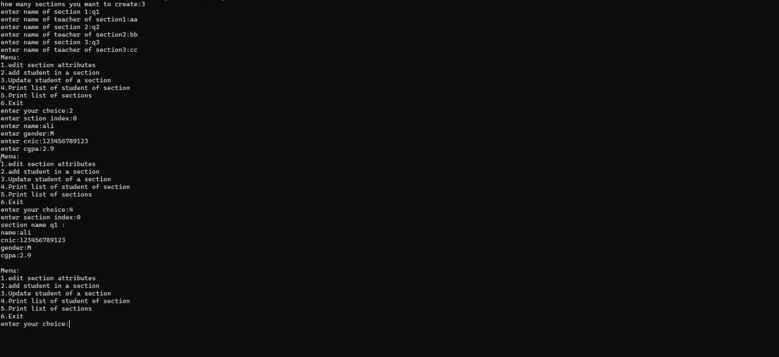 how many sections you want to create:3
enter name of section 1:q1
enter name of teacher of section1:aa
enter name of section 2:q2
enter name of teacher of section2:bb
enter name of section 3:q3
enter name of teacher of section3:cc
Menu:
1.edit section attributes
2.add student in a section
3.Update student of a section
4.Print list of student of section
5.Print list of sections
6.Exit
enter your choice:2
enter sction index:0
enter name:ali
enter gender:M
enter cnic:123456789123
enter cgpa:2.9
Menu:
1.edit section attributes
2.add student in a section
3.Update student of a section
4.Print list of student of section
5.Print list of sections
6.Exit
enter your choice:4
enter section index:0
section name q1 :
name:ali
cnic:123456789123
gender:M
cgpa:2.9
Menu:
1.edit section attributes
2.add student in a section
3.Update student of a section
4.Print list of student of section
5.Print list of sections
6.Exit
enter your choice: